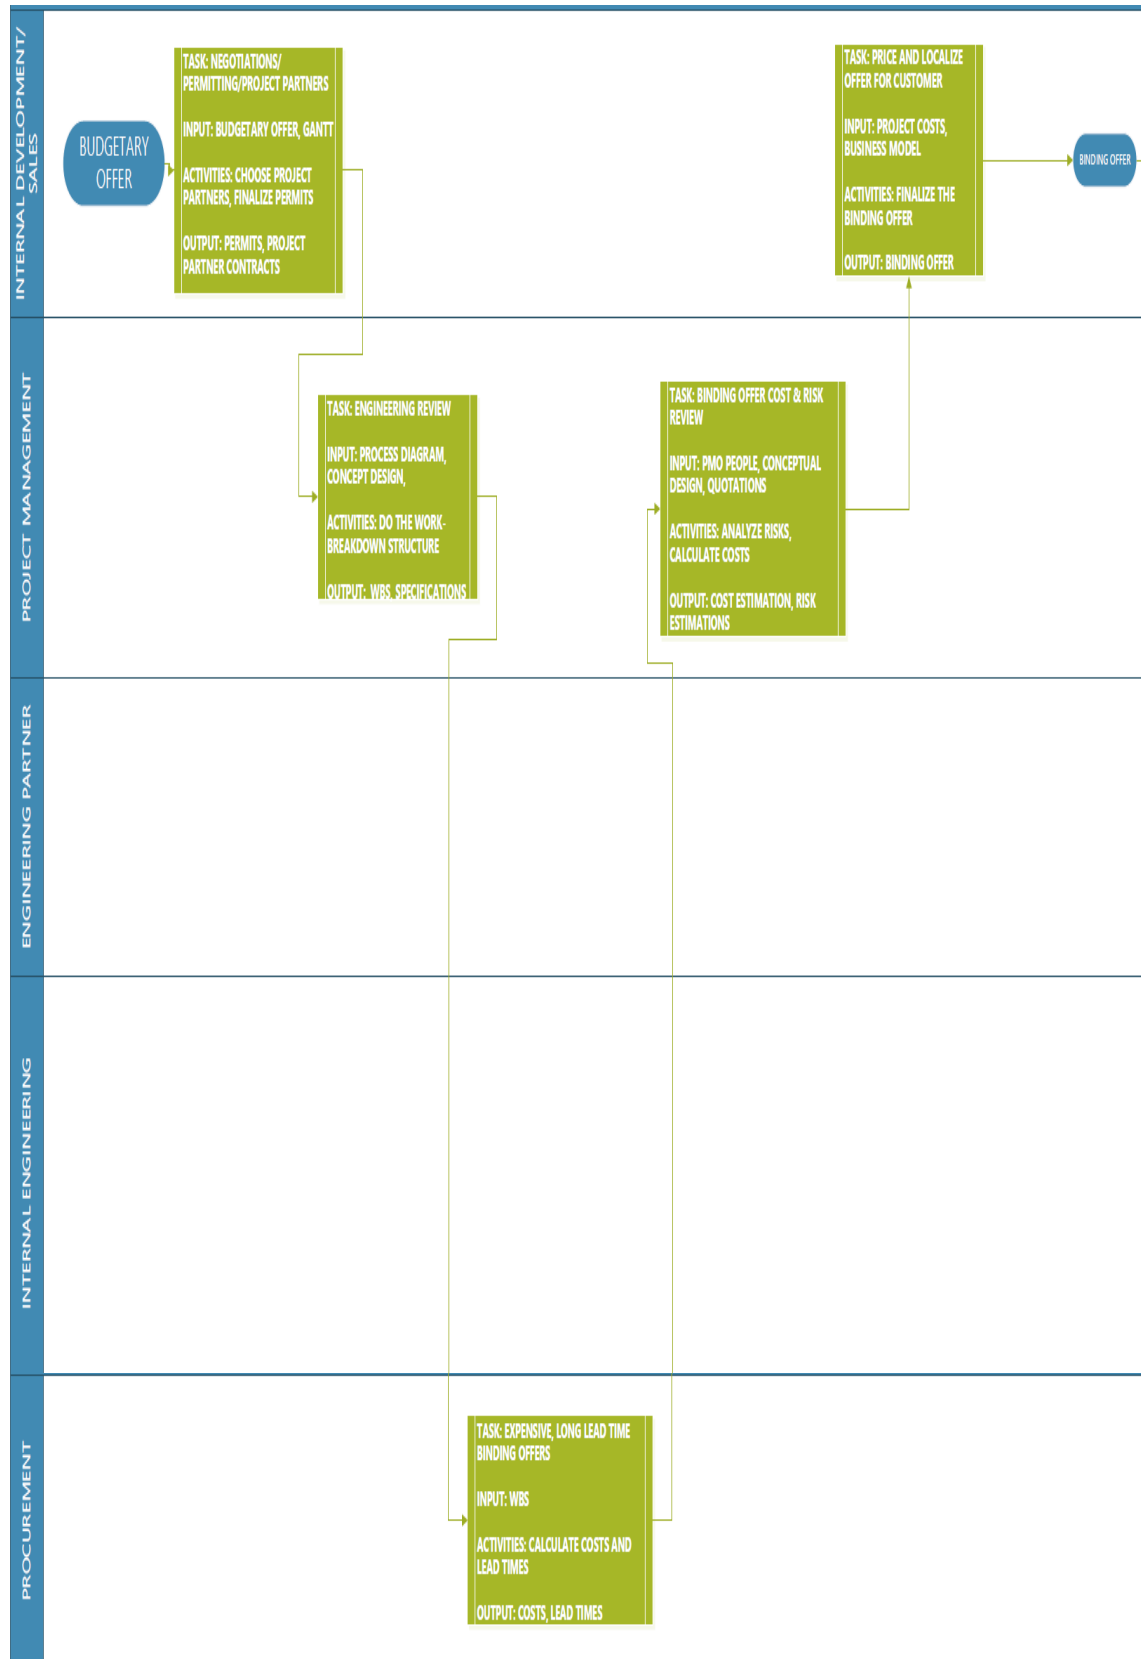 INTERNAL DEVELOPMENT/
SALES
BUDGETARY
OFFER
TASK: NEGOTIATIONS/
PERMITTING/PROJECT PARTNERS
INPUT: BUDGETARY OFFER, GANTT
ACTIVITIES: CHOOSE PROJECT
PARTNERS, FINALIZE PERMITS
OUTPUT: PERMITS, PROJECT
PARTNER CONTRACTS
TASK: PRICE AND LOCALIZE
OFFER FOR CUSTOMER
INPUT: PROJECT COSTS,
BUSINESS MODEL
ACTIVITIES: FINALIZE THE
BINDING OFFER
OUTPUT: BINDING OFFER
BINDING OFFER
PROJECT MANAGEMENT
TASK: ENGINEERING REVIEW
INPUT: PROCESS DIAGRAM,
CONCEPT DESIGN,
ACTIVITIES: DO THE WORK-
BREAKDOWN STRUCTURE
OUTPUT: WBS, SPECIFICATIONS
TASK: BINDING OFFER COST & RISK
REVIEW
INPUT: PMO PEOPLE, CONCEPTUAL
DESIGN, QUOTATIONS
ACTIVITIES: ANALYZE RISKS,
CALCULATE COSTS
OUTPUT: COST ESTIMATION, RISK
ESTIMATIONS
ENGINEERING PARTNER
INTERNAL ENGINEERING
PROCUREMENT
TASK: EXPENSIVE, LONG LEAD TIME
BINDING OFFERS
INPUT: WBS
ACTIVITIES: CALCULATE COSTS AND
LEAD TIMES
OUTPUT: COSTS, LEAD TIMES